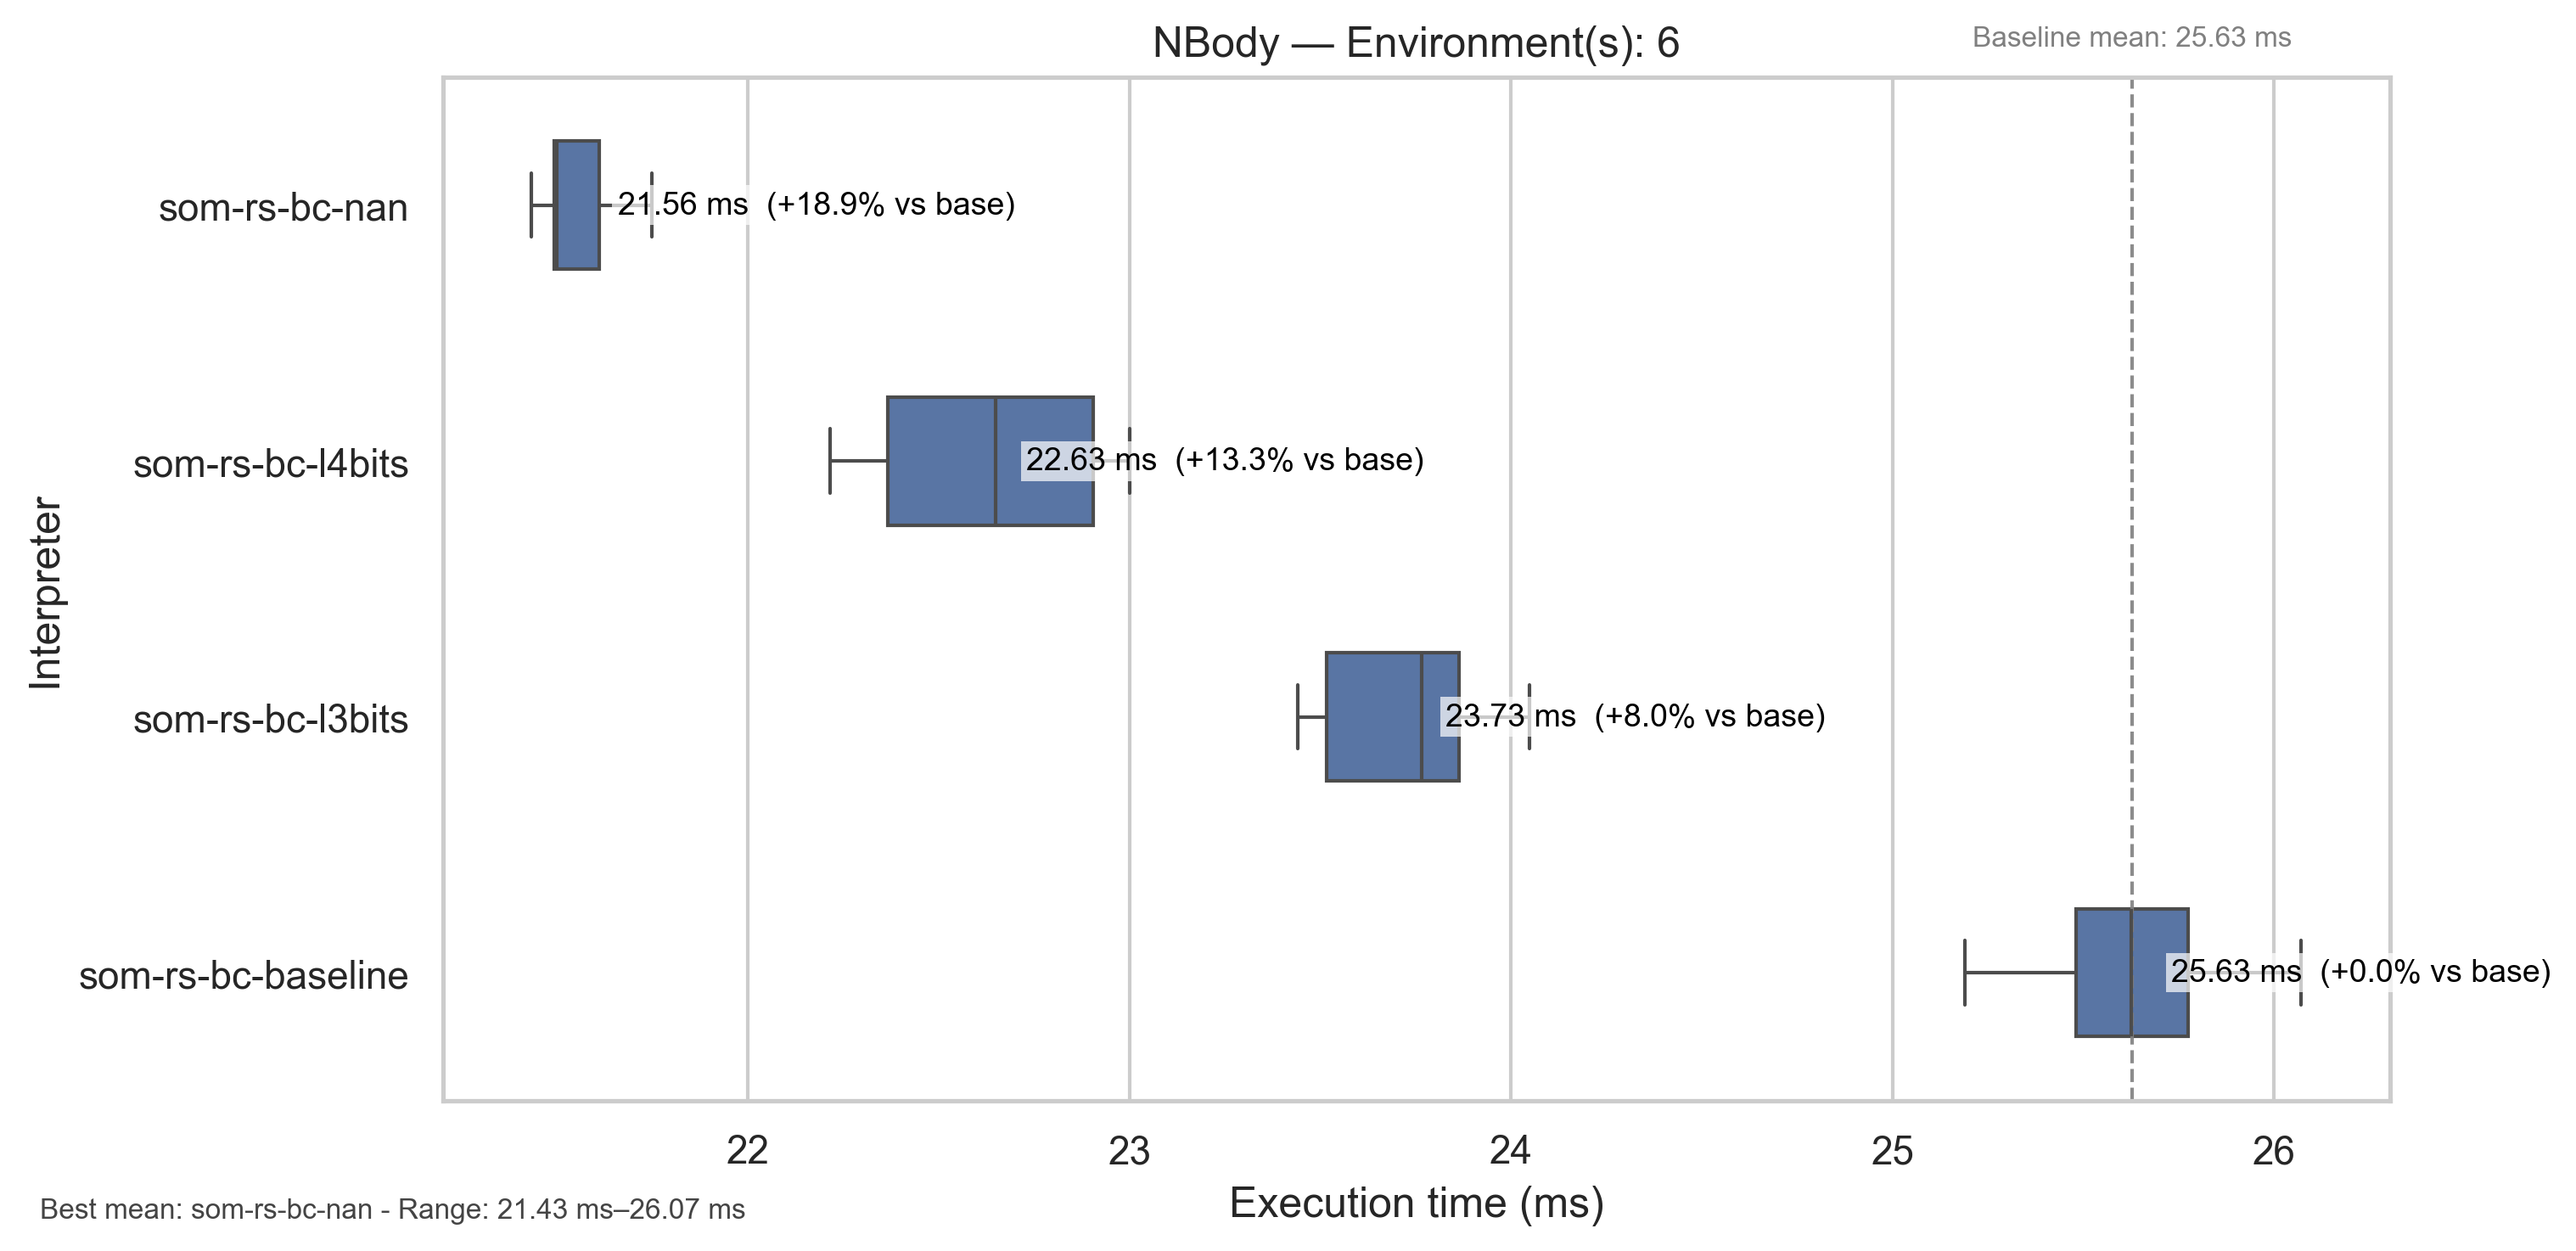 NBody — Environment(s): 6
Baseline mean: 25.63 ms
Interpreter
som-rs-bc-nan
21.56 ms (+18.9% vs base)
som-rs-bc-l4bits
22.63 ms (+13.3% vs base)
som-rs-bc-l3bits
23.73 ms (+8.0% vs base)
som-rs-bc-baseline
25.63 ms (+0.0% vs base)
22 23 24 25 26
Execution time (ms)
Best mean: som-rs-bc-nan - Range: 21.43 ms–26.07 ms